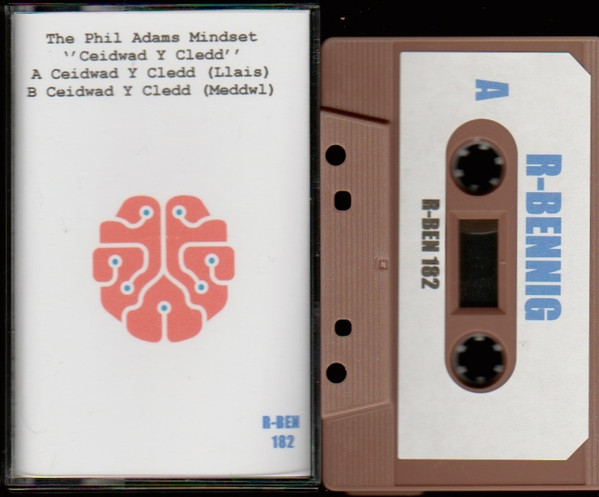 The Phil Adams Mindset
‘’Ceidwad Y Cledd’’
A Ceidwad Y Cledd (Llais)
B Ceidwad Y Cledd (Meddwl)
R-BEN
182
A
R-BENNIG
R-BEN 182